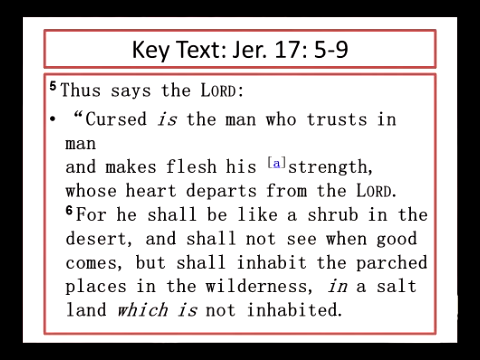 Key Text: Jer. 17: 5-9
5 Thus says the LORD:
• “Cursed is the man who trusts in
man
and makes flesh his [a]strength,
whose heart departs from the LORD.
6 For he shall be like a shrub in the
desert, and shall not see when good
comes, but shall inhabit the parched
places in the wilderness, in a salt
land which is not inhabited.